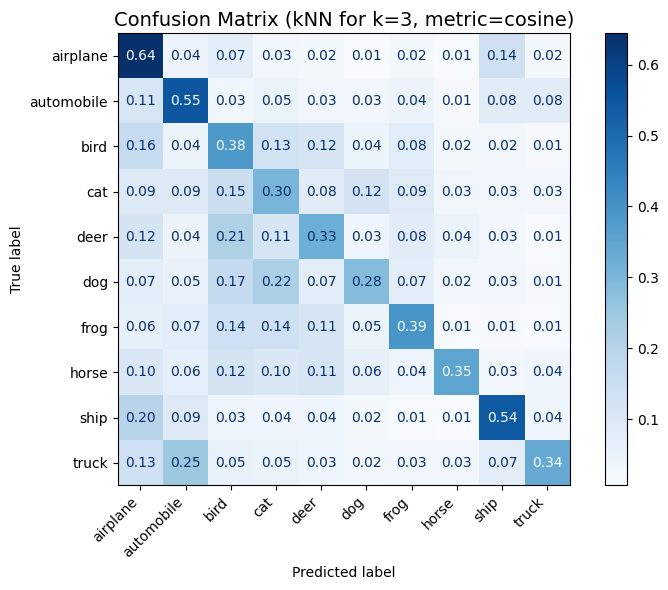 Confusion Matrix (kNN for k=3, metric=cosine)
True label
airplane 0.64 0.04 0.07 0.03 0.02 0.01 0.02 0.01 0.14 0.02
automobile 0.11 0.55 0.03 0.05 0.03 0.03 0.04 0.01 0.08 0.08
bird 0.16 0.04 0.38 0.13 0.12 0.04 0.08 0.02 0.02 0.01
cat 0.09 0.09 0.15 0.30 0.08 0.12 0.09 0.03 0.03 0.03
deer 0.12 0.04 0.21 0.11 0.33 0.03 0.08 0.04 0.03 0.01
dog 0.07 0.05 0.17 0.22 0.07 0.28 0.07 0.02 0.03 0.01
frog 0.06 0.07 0.14 0.14 0.11 0.05 0.39 0.01 0.01 0.01
horse 0.10 0.06 0.12 0.10 0.11 0.06 0.04 0.35 0.03 0.04
ship 0.20 0.09 0.03 0.04 0.04 0.02 0.01 0.01 0.54 0.04
truck 0.13 0.25 0.05 0.05 0.03 0.02 0.03 0.03 0.07 0.34
airplane automobile bird cat deer dog frog horse ship truck
Predicted label
0.6
0.5
0.4
0.3
0.2
0.1